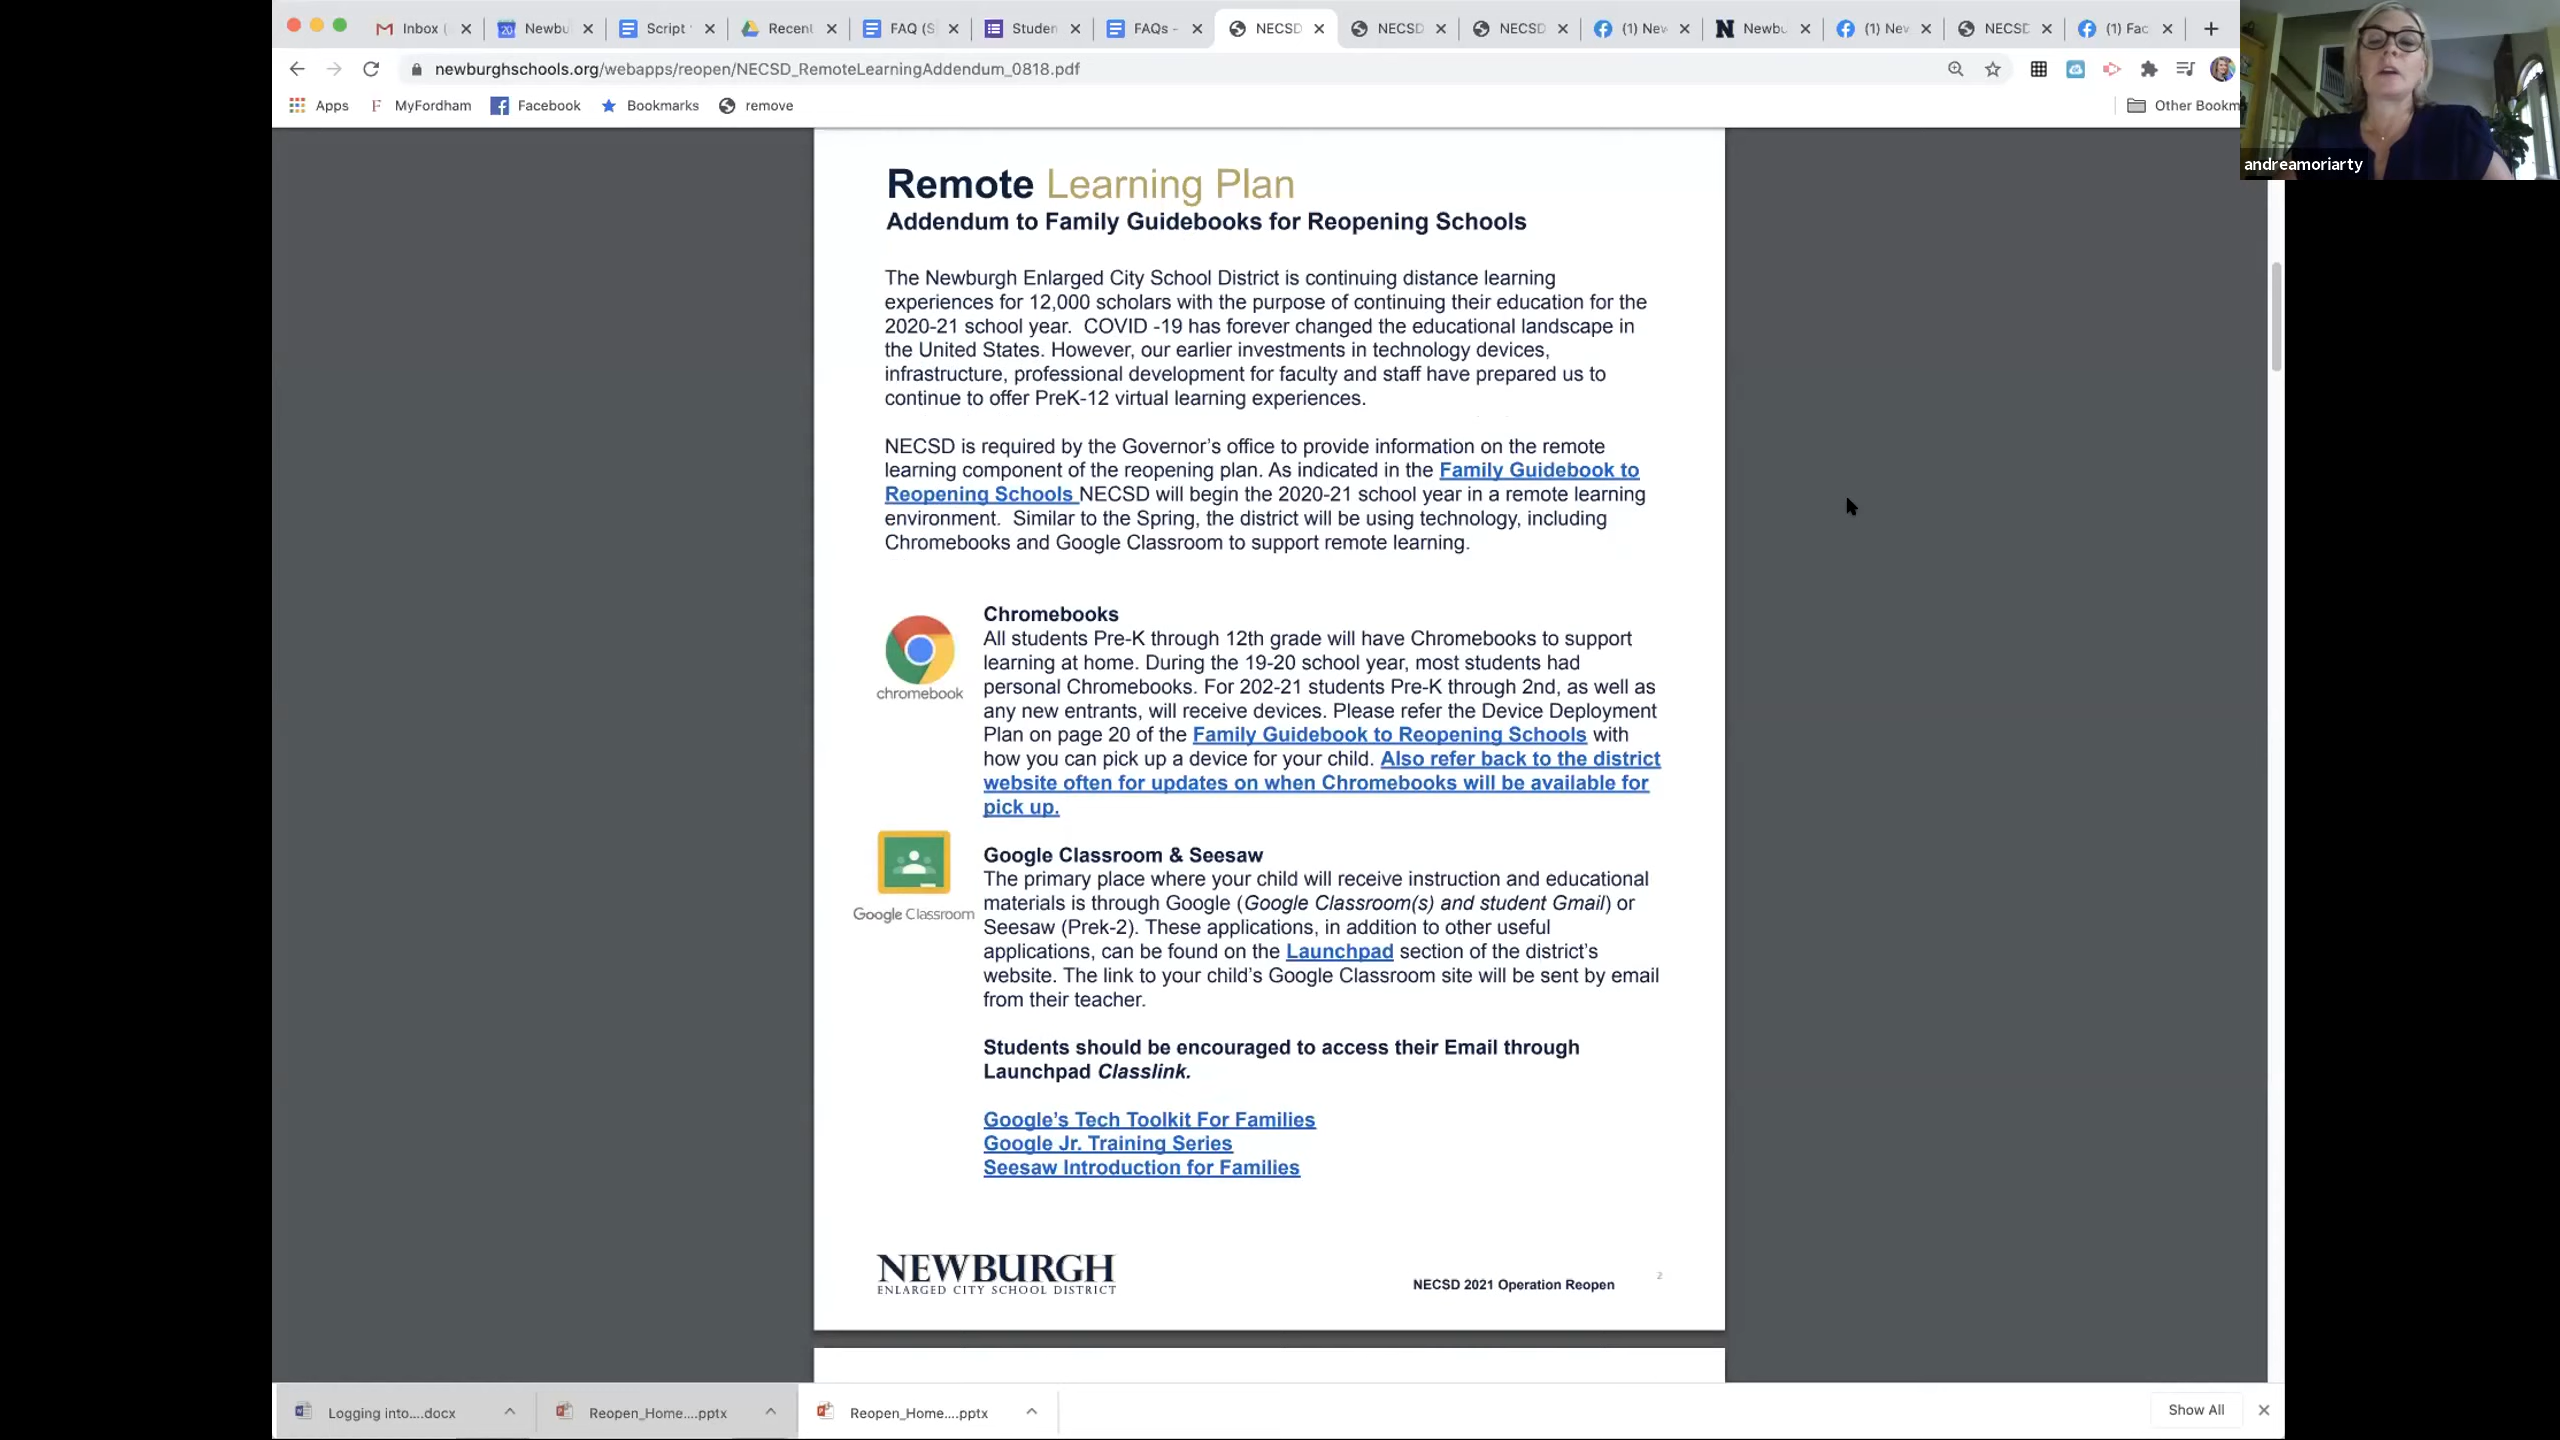 Inbox (
Newbu
Script
Recent
FAQ (S
Studen
FAQs -
NECSD
NECSD
NECSD
(1) New
Newbu
(1) New
NECSD
(1) Fac
newburghschools.org/webapps/reopen/NECSD_RemoteLearningAddendum_0818.pdf
Apps
MyFordham
Facebook
Bookmarks
remove
Other Bookm
andreamoriarty
Remote Learning Plan
Addendum to Family Guidebooks for Reopening Schools
The Newburgh Enlarged City School District is continuing distance learning
experiences for 12,000 scholars with the purpose of continuing their education for the
2020-21 school year. COVID -19 has forever changed the educational landscape in
the United States. However, our earlier investments in technology devices,
infrastructure, professional development for faculty and staff have prepared us to
continue to offer PreK-12 virtual learning experiences.
NECSD is required by the Governor's office to provide information on the remote
learning component of the reopening plan. As indicated in the Family Guidebook to
Reopening Schools NECSD will begin the 2020-21 school year in a remote learning
environment. Similar to the Spring, the district will be using technology, including
Chromebooks and Google Classroom to support remote learning.
chromebook
Chromebooks
All students Pre-K through 12th grade will have Chromebooks to support
learning at home. During the 19-20 school year, most students had
personal Chromebooks. For 202-21 students Pre-K through 2nd, as well as
any new entrants, will receive devices. Please refer the Device Deployment
Plan on page 20 of the Family Guidebook to Reopening Schools with
how you can pick up a device for your child. Also refer back to the district
website often for updates on when Chromebooks will be available for
pick up.
Google Classroom
Google Classroom & Seesaw
The primary place where your child will receive instruction and educational
materials is through Google (Google Classroom(s) and student Gmail) or
Seesaw (Prek-2). These applications, in addition to other useful
applications, can be found on the Launchpad section of the district's
website. The link to your child's Google Classroom site will be sent by email
from their teacher.
Students should be encouraged to access their Email through
Launchpad Classlink.
Google's Tech Toolkit For Families
Google Jr. Training Series
Seesaw Introduction for Families
NEWBURGH
ENLARGED CITY SCHOOL DISTRICT
NECSD 2021 Operation Reopen
2
Logging into....docx
Reopen_Home....pptx
Reopen_Home....pptx
Show All